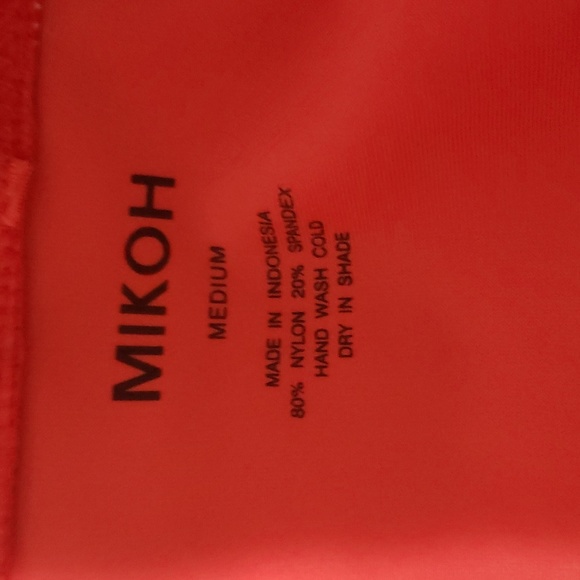 MIKOH
MEDIUM
MADE IN INDONESIA
80% NYLON 20% SPANDEX
HAND WASH COLD
DRY IN SHADE